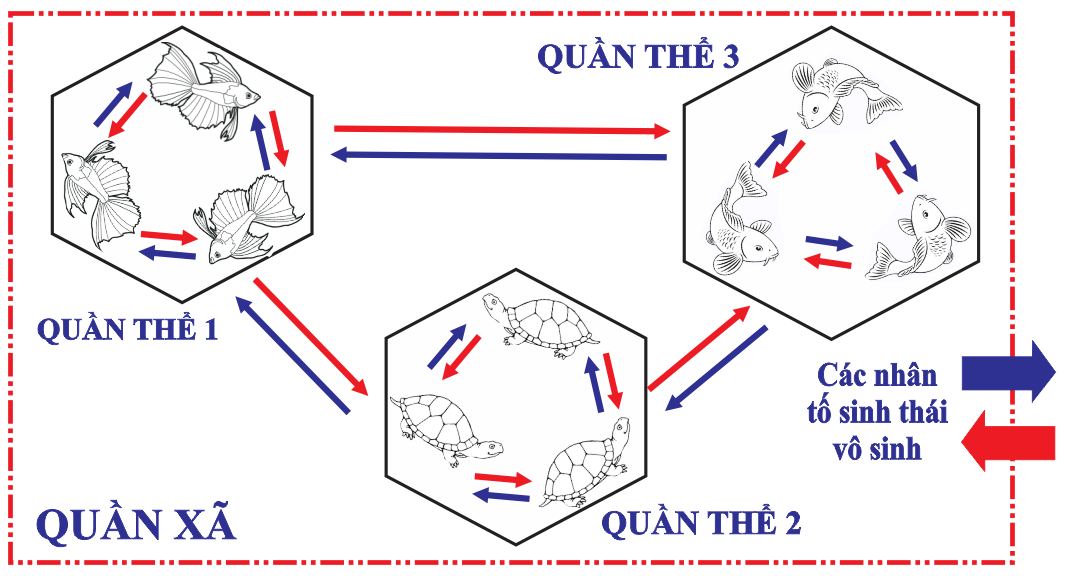 QUẦN THỂ 3
QUẦN THỂ 1
Các nhân
tố sinh thái
vô sinh
QUẦN XÃ
QUẦN THỂ 2